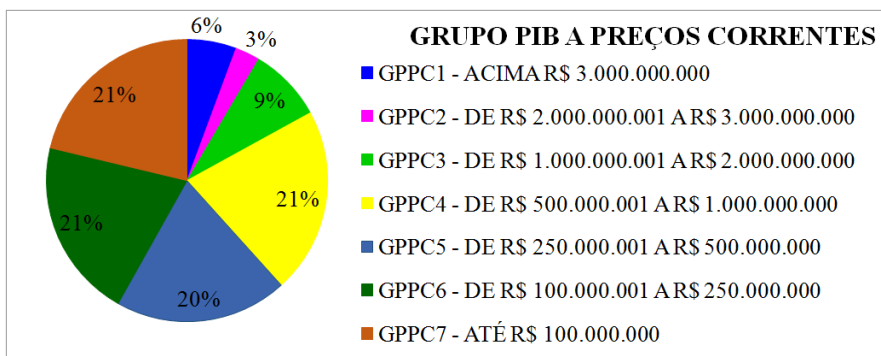 GRUPO PIB A PREÇOS CORRENTES
6%
3%
9%
21%
20%
21%
21%
GPPC1 - ACIMA R$ 3.000.000.000
GPPC2 - DE R$ 2.000.000.001 A R$ 3.000.000.000
GPPC3 - DE R$ 1.000.000.001 A R$ 2.000.000.000
GPPC4 - DE R$ 500.000.001 A R$ 1.000.000.000
GPPC5 - DE R$ 250.000.001 A R$ 500.000.000
GPPC6 - DE R$ 100.000.001 A R$ 250.000.000
GPPC7 - ATÉ R$ 100.000.000